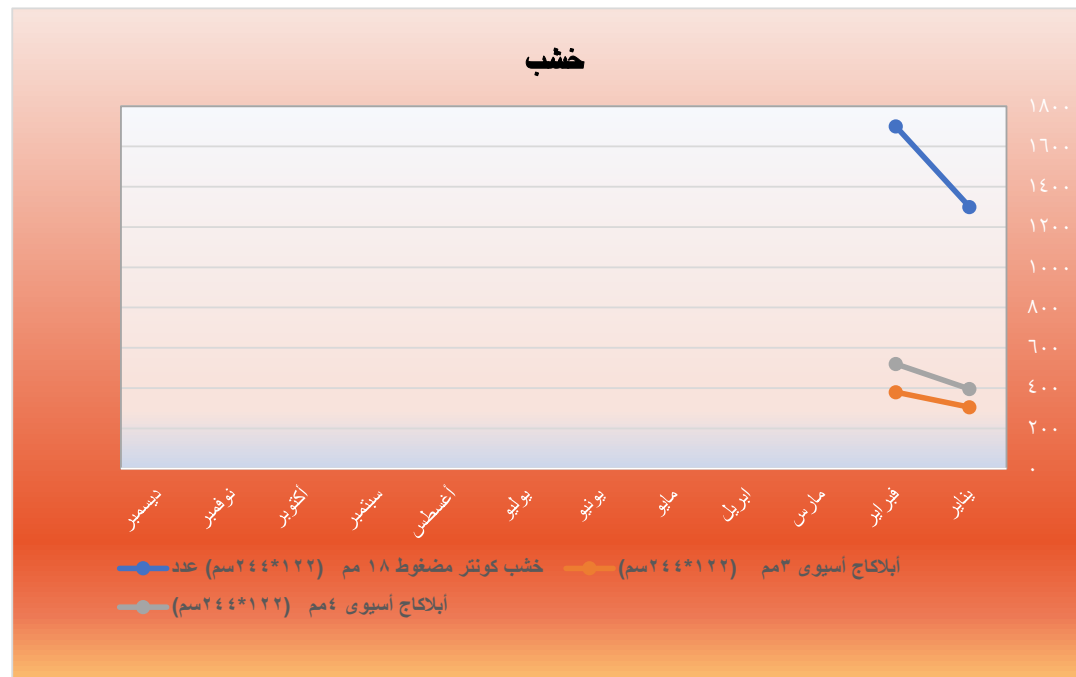 خشب
١٨٠٠
١٦٠٠
١٤٠٠
١٢٠٠
١٠٠٠
٨٠٠
٦٠٠
٤٠٠
٢٠٠
٠
يناير
فبراير
مارس
ابريل
مايو
يونيو
يوليو
أغسطس
سبتمبر
أكتوبر
نوفمبر
ديسمبر
خشب كونتر مضغوط ١٨ مم (١٢٢*٢٤٤سم) عدد
أبلاكاج أسيوى ٣مم (١٢٢*٢٤٤سم)
أبلاكاج أسيوى ٤مم (١٢٢*٢٤٤سم)